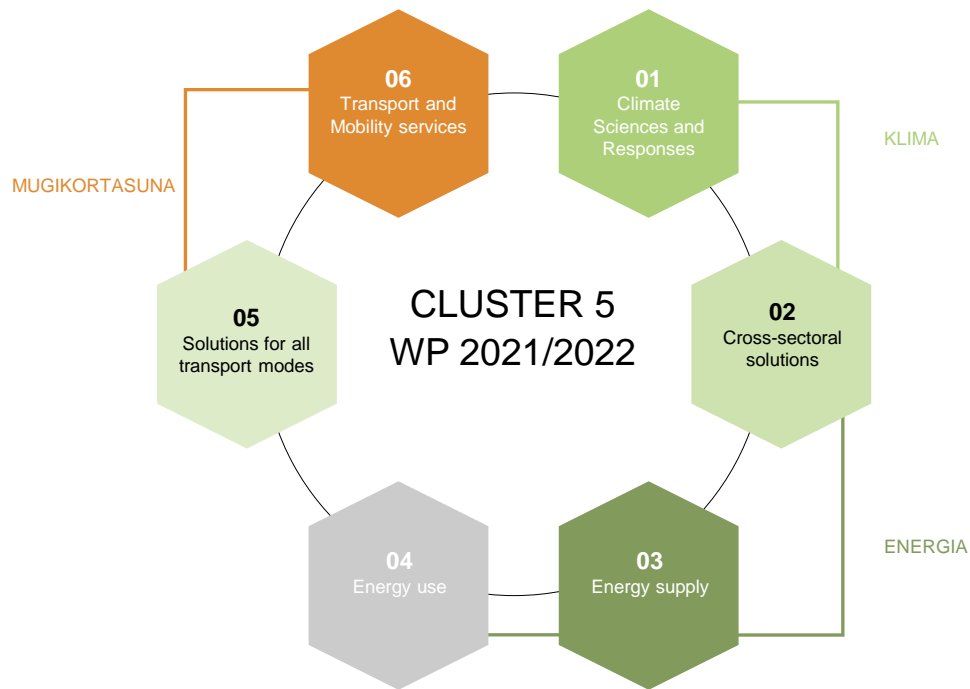 06
Transport and
Mobility services
01
Climate
Sciences and
Responses
KLIMA
MUGIKORTASUNA
CLUSTER 5
WP 2021/2022
02
Cross-sectoral
solutions
05
Solutions for all
transport modes
04
Energy use
03
Energy supply
ENERGIA